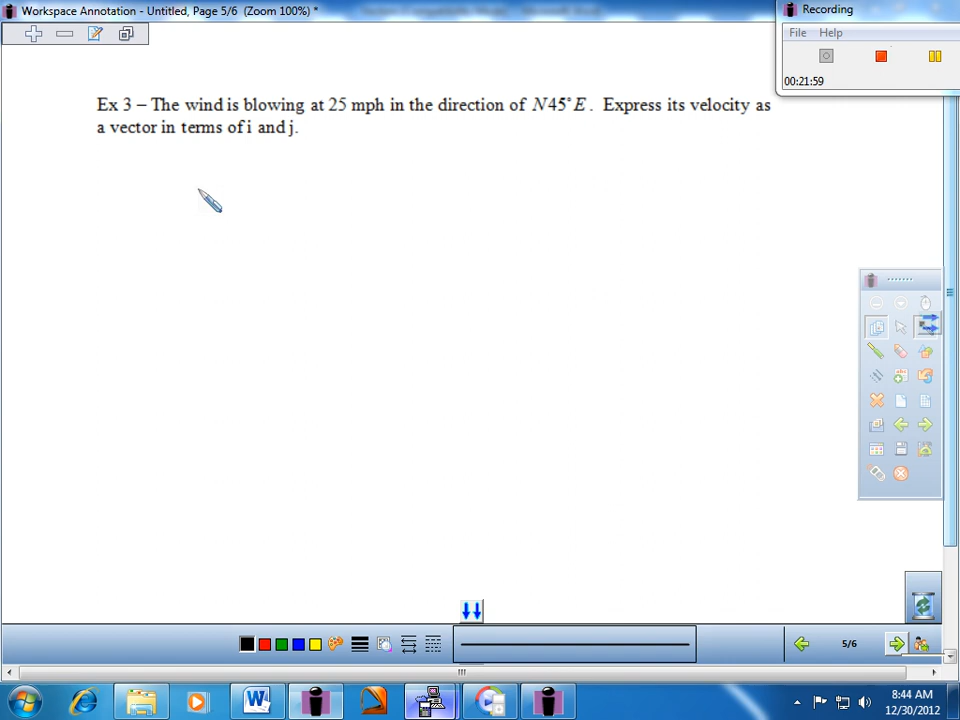 Workspace Annotation - Untitled, Page 5/6 (Zoom 100%) *
Recording
File Help
00:21:59
Ex 3 – The wind is blowing at 25 mph in the direction of N45°E. Express its velocity as
a vector in terms of i and j.
5/6
8:44 AM
12/30/2012